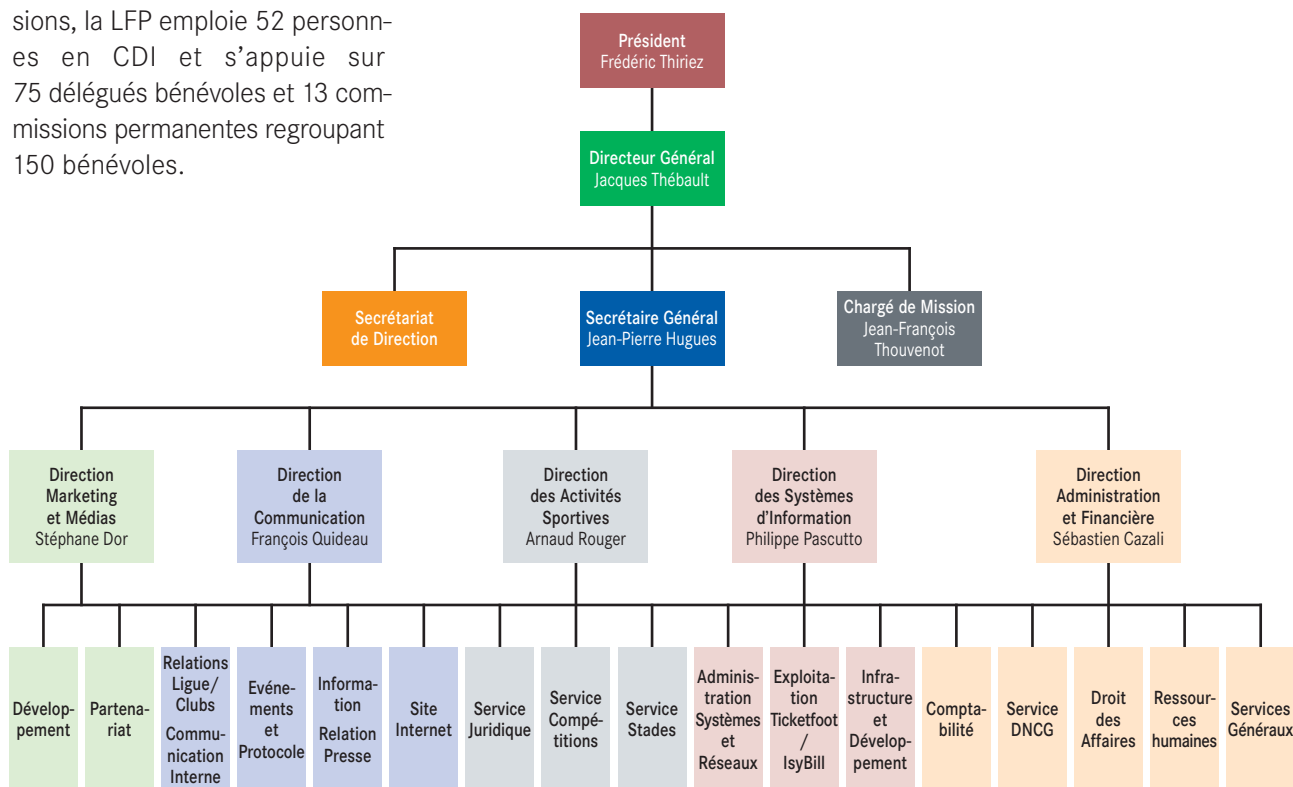 sions, la LFP emploie 52 personn-
es en CDI et s'appuie sur
75 délégués bénévoles et 13 com-
missions permanentes regroupant
150 bénévoles.
Président
Frédéric Thiriez
Directeur Général
Jacques Thébault
Secrétariat
de Direction
Secrétaire Général
Jean-Pierre Hugues
Chargé de Mission
Jean-François
Thouvenot
Direction
Marketing
et Médias
Stéphane Dor
Direction
de la
Communication
François Quideau
Direction
des Activités
Sportives
Arnaud Rouger
Direction
des Systèmes
d'Information
Philippe Pascutto
Direction
Administration
et Financière
Sébastien Cazali
Dévelop-
pement
Partena-
riat
Relations
Ligue/
Clubs
Commu-
nication
Interne
Evéne-
ments
et
Protocole
Informa-
tion
Relation
Presse
Site
Internet
Service
Juridique
Service
Compé-
titions
Service
Stades
Adminis-
tration
Systèmes
et
Réseaux
Exploita-
tion
Ticketfoot
/
IsyBill
Infra-
structure
et
Dévelop-
pement
Compta-
bilité
Service
DNCG
Droit
des
Affaires
Ressour-
ces
humaines
Services
Généraux